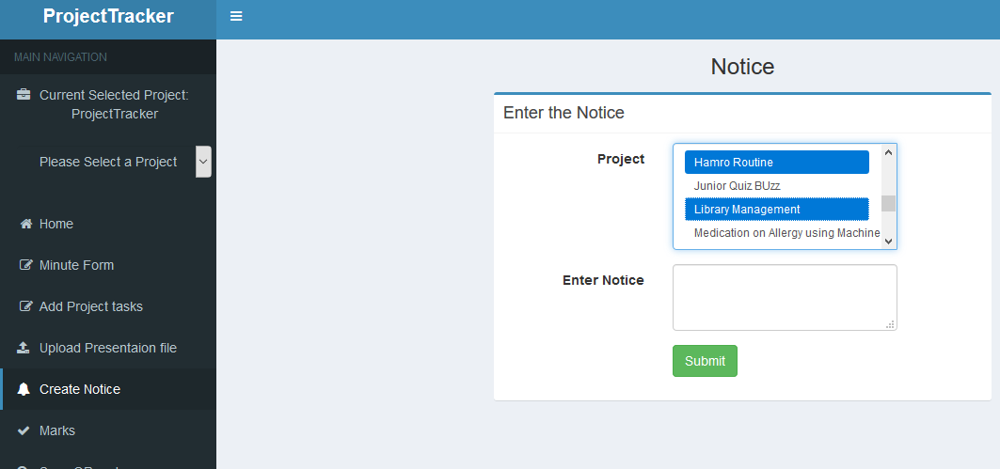 ProjectTracker
MAIN NAVIGATION
Current Selected Project:
ProjectTracker
Please Select a Project
Home
Minute Form
Add Project tasks
Upload Presentaion file
Create Notice
Marks
Notice
Enter the Notice
Project
Hamro Routine
Junior Quiz BUzz
Library Management
Medication on Allergy using Machine
Enter Notice
Submit